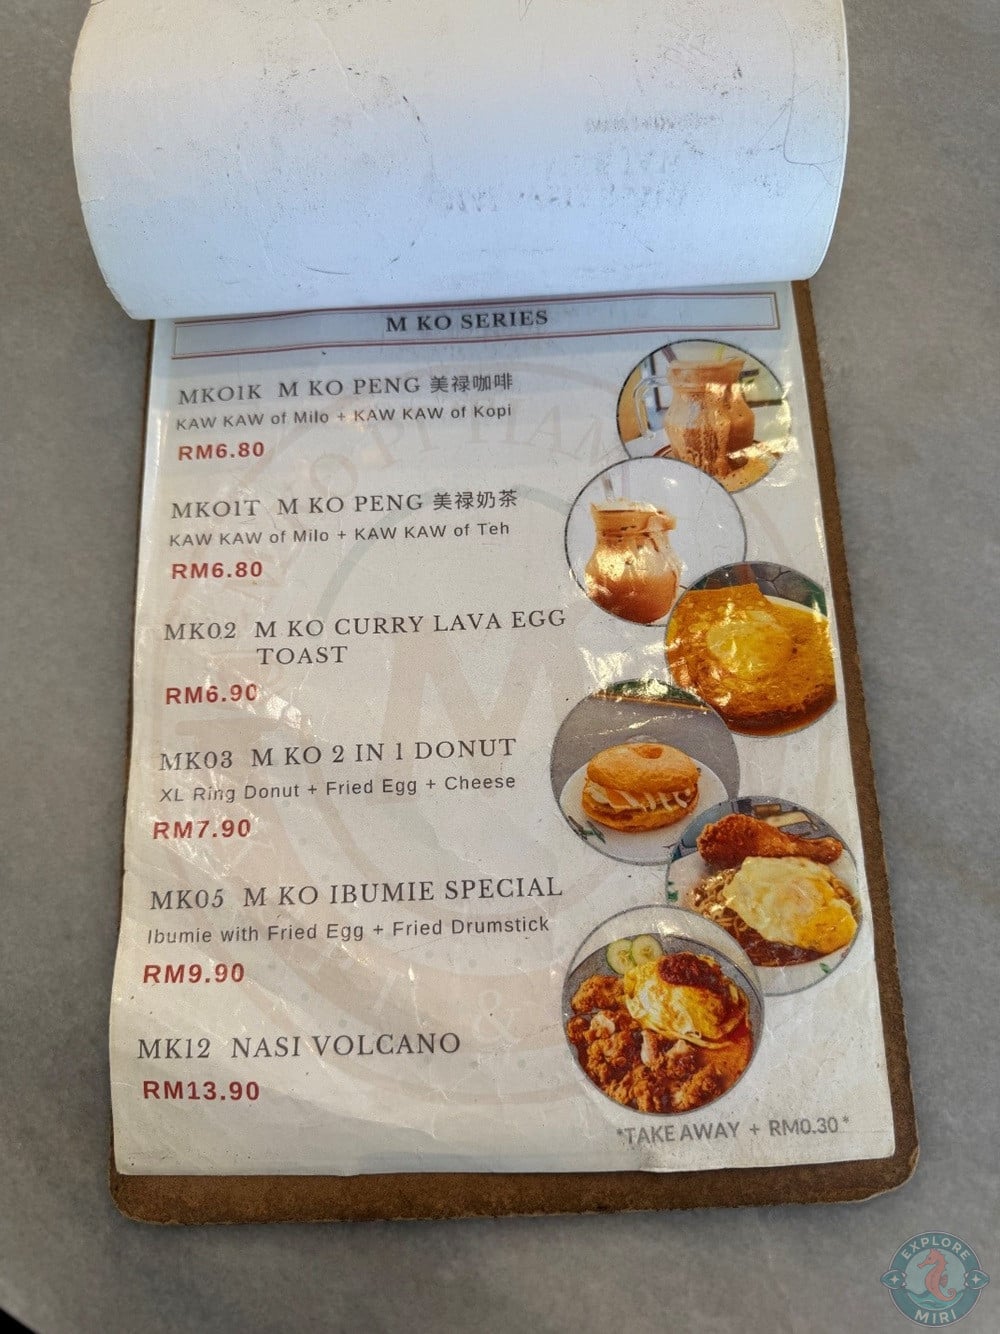 M KO SERIES
MK01K M KO PENG 美禄咖啡
KAW KAW of Milo + KAW KAW of Kopi
RM6.80
MK01T M KO PENG 美禄奶茶
KAW KAW of Milo + KAW KAW of Teh
RM6.80
MK02 M KO CURRY LAVA EGG
TOAST
RM6.90
MK03 M KO 2 IN 1 DONUT
XL Ring Donut + Fried Egg + Cheese
RM7.90
MK05 M KO IBUMIE SPECIAL
Ibumie with Fried Egg + Fried Drumstick
RM9.90
MK12 NASI VOLCANO
RM13.90
*TAKE AWAY + RM0.30*
EXPLORE
MIRI